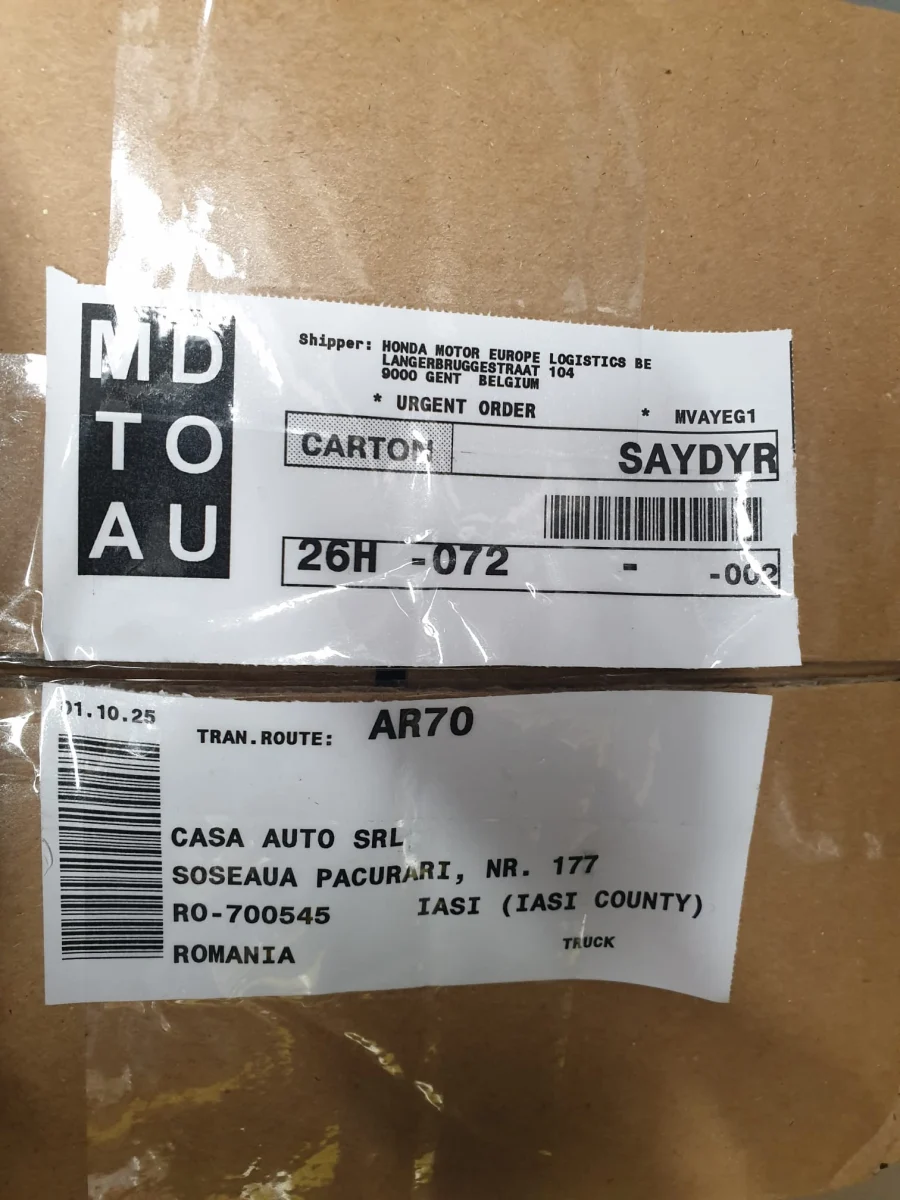 MD
TO
AU
Shipper: HONDA MOTOR EUROPE LOGISTICS BE
LANGERBRUGGESTRAAT 104
9000 GENT BELGIUM
* URGENT ORDER * MVAYEG1
CARTON SAYDYR
26H -072 - -002
01.10.25
TRAN.ROUTE: AR70
CASA AUTO SRL
SOSEAUA PACURARI, NR. 177
RO-700545 IASI (IASI COUNTY)
ROMANIA TRUCK